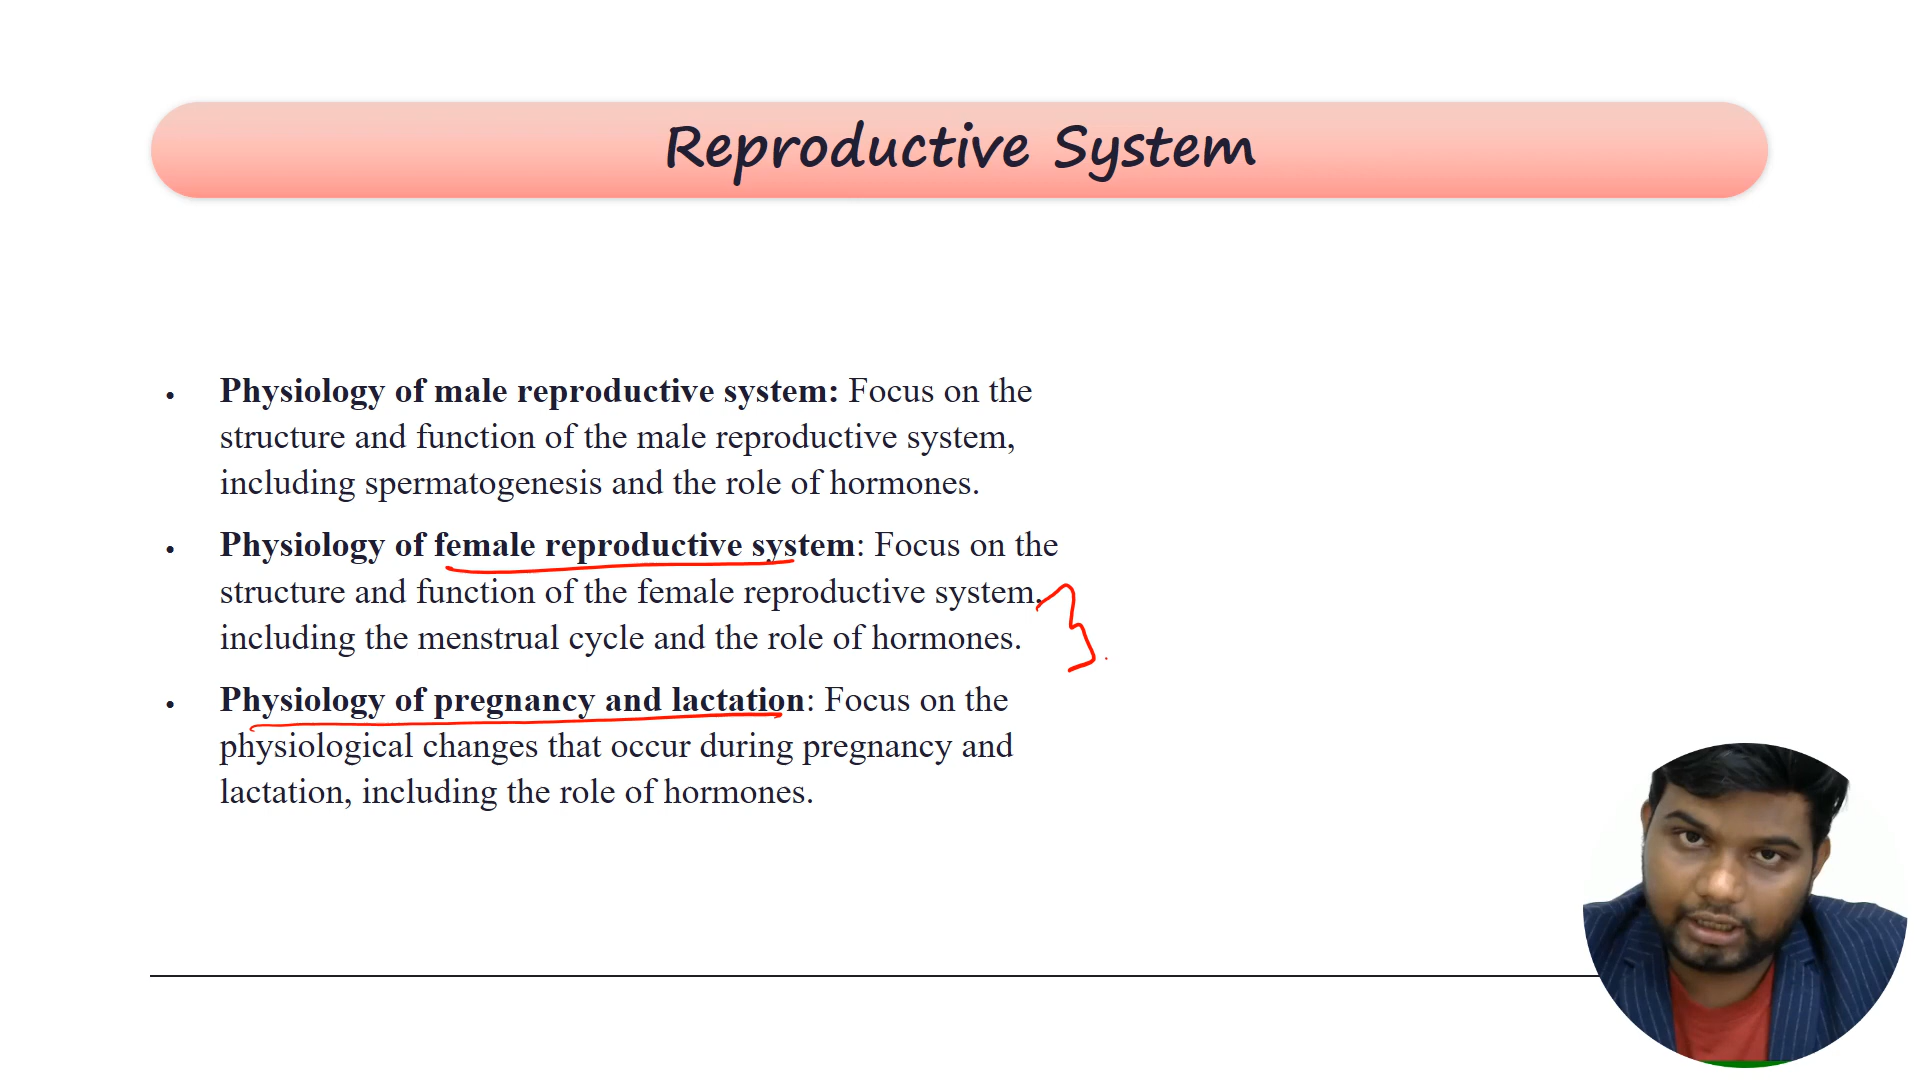 Reproductive System
• Physiology of male reproductive system: Focus on the
structure and function of the male reproductive system,
including spermatogenesis and the role of hormones.
• Physiology of female reproductive system: Focus on the
structure and function of the female reproductive system,
including the menstrual cycle and the role of hormones.
• Physiology of pregnancy and lactation: Focus on the
physiological changes that occur during pregnancy and
lactation, including the role of hormones.